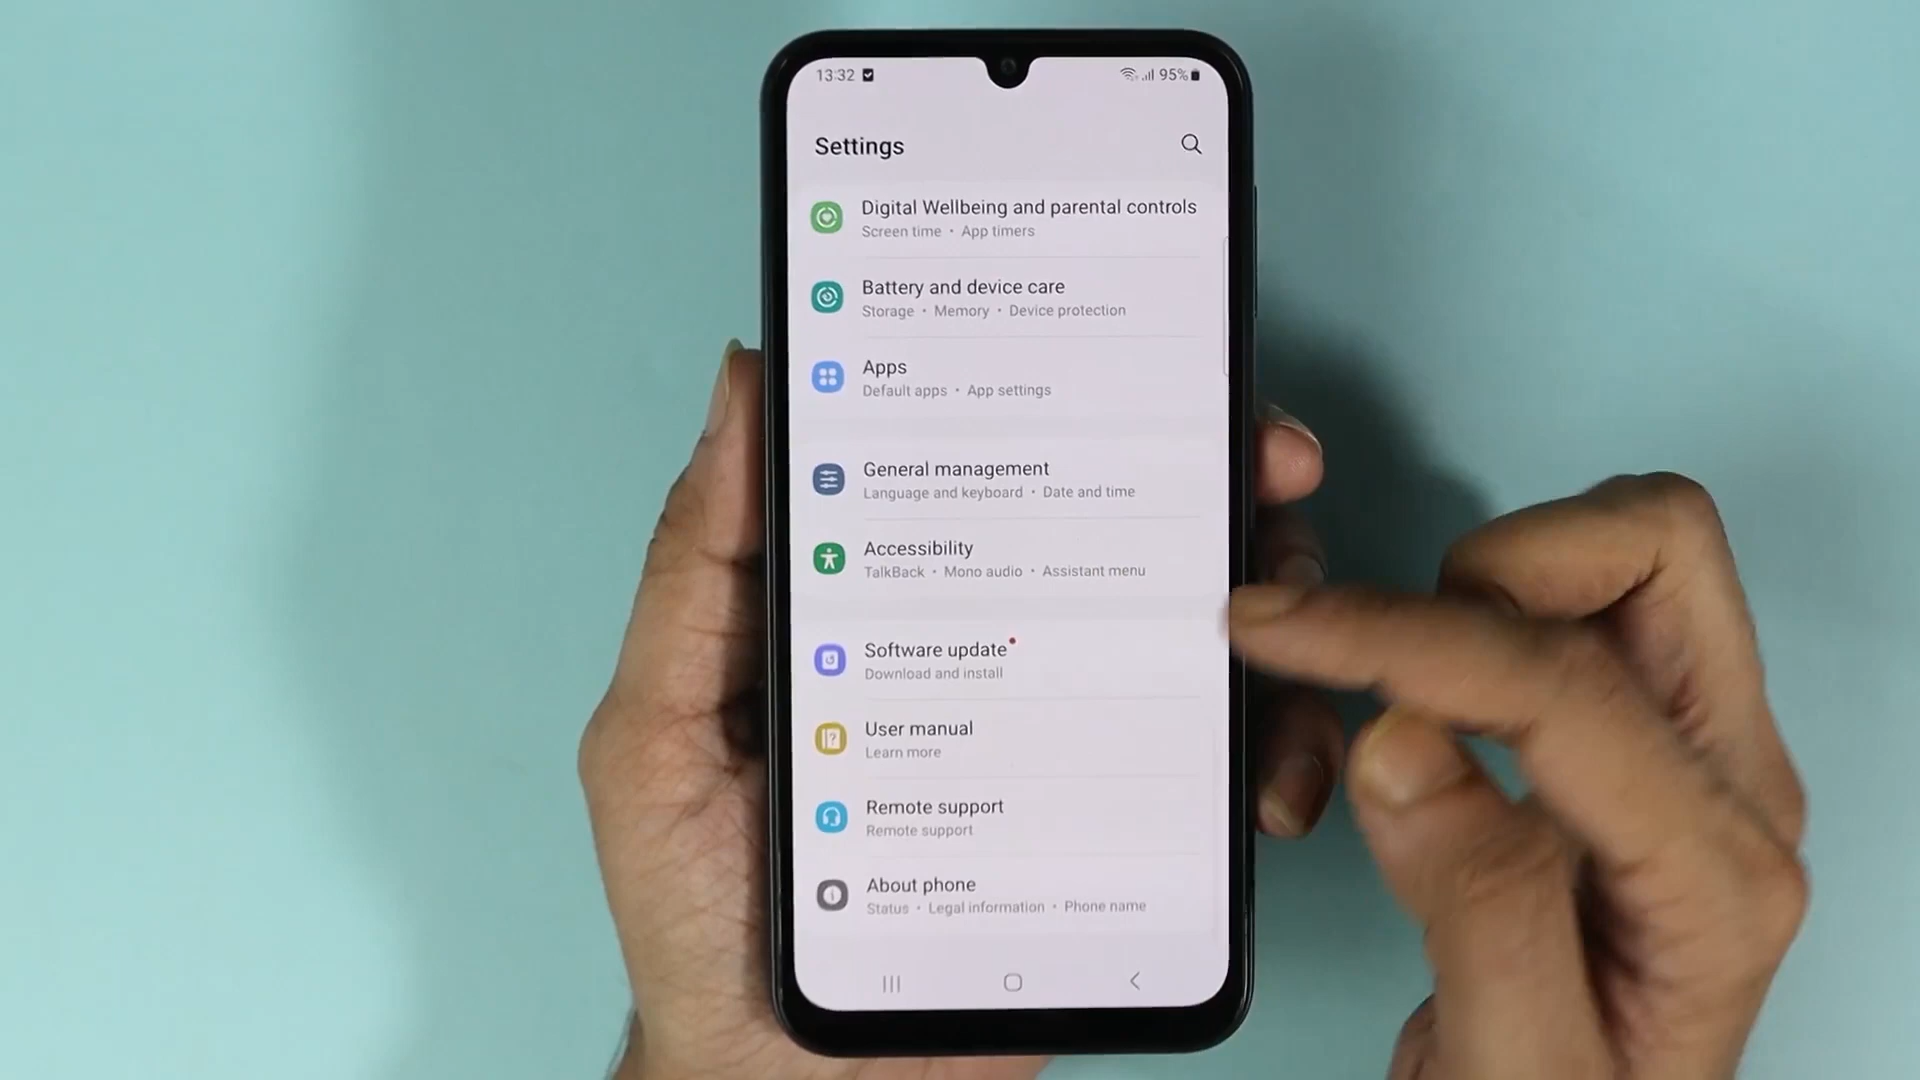 13:32 95%
Settings
Digital Wellbeing and parental controls
Screen time • App timers
Battery and device care
Storage • Memory • Device protection
Apps
Default apps • App settings
General management
Language and keyboard • Date and time
Accessibility
TalkBack • Mono audio • Assistant menu
Software update
Download and install
User manual
Learn more
Remote support
Remote support
About phone
Status • Legal information • Phone name